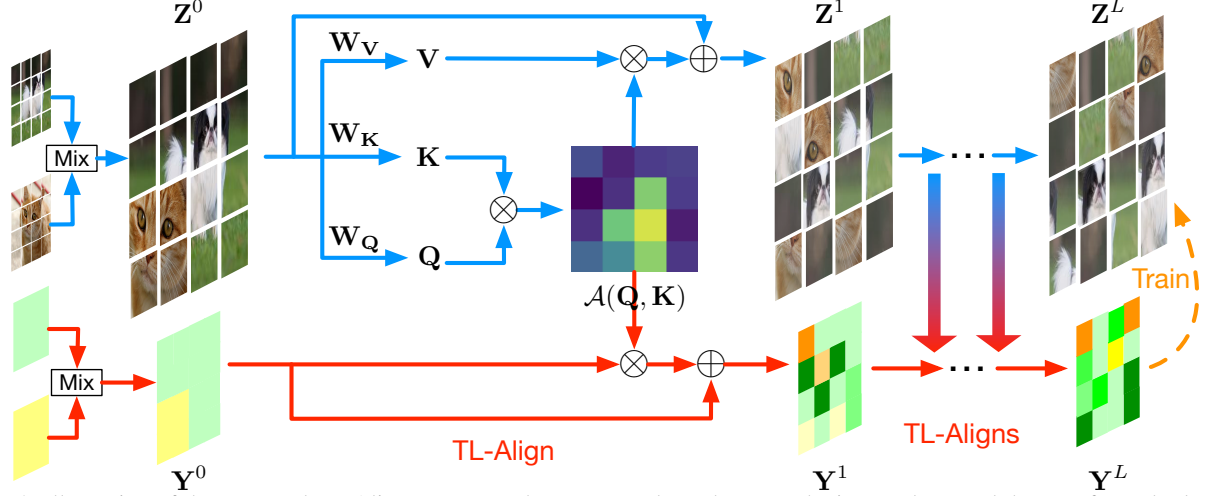 Z^0
Z^1
Z^L
Mix
W_V
V
W_K
K
W_Q
Q
A(Q, K)
...
Train
Mix
...
TL-Align
TL-Aligns
Y^0
Y^1
Y^L